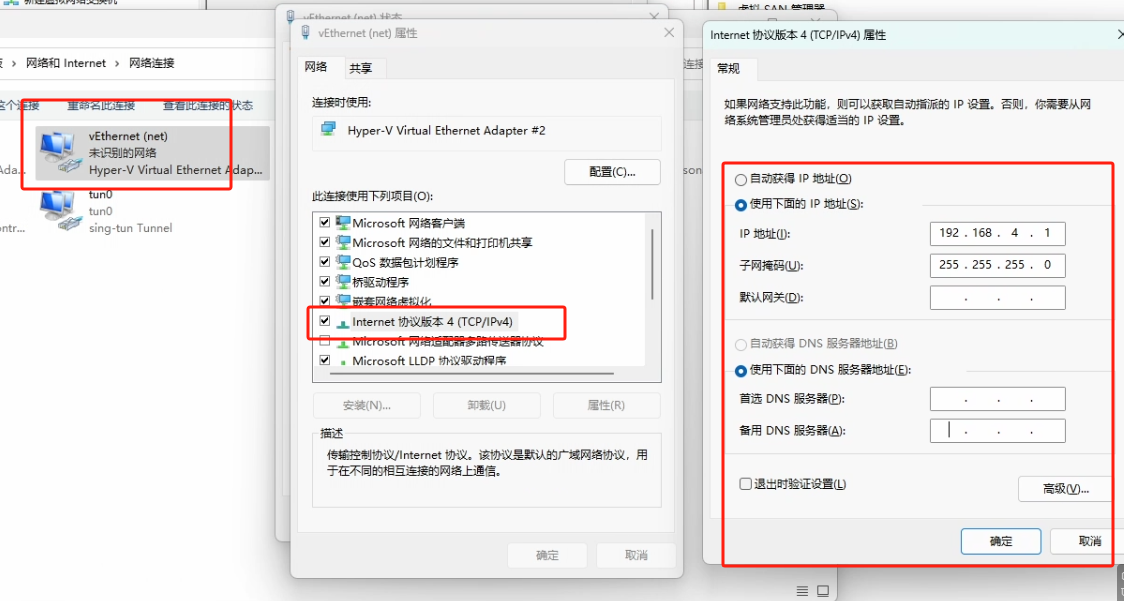 新建虚拟网络交换机
虚拟 SAN 管理器
网络和 Internet
网络连接
这个连接
重命名此连接
查看此连接的状态
vEthernet (net)
未识别的网络
Hyper-V Virtual Ethernet Adap...
tun0
tun0
sing-tun Tunnel
Ada...
ontr...
vEthernet (net) 状态
vEthernet (net) 属性
网络
共享
连接时使用:
Hyper-V Virtual Ethernet Adapter #2
配置(C)...
此连接使用下列项目(O):
Microsoft 网络客户端
Microsoft 网络的文件和打印机共享
QoS 数据包计划程序
桥驱动程序
嵌套网络虚拟化
Internet 协议版本 4 (TCP/IPv4)
Microsoft 网络适配器多路传送器协议
Microsoft LLDP 协议驱动程序
安装(N)...
卸载(U)
属性(R)
描述
传输控制协议/Internet 协议。该协议是默认的广域网络协议，用
于在不同的相互连接的网络上通信。
确定
取消
连接
son
Internet 协议版本 4 (TCP/IPv4) 属性
常规
如果网络支持此功能，则可以获取自动指派的 IP 设置。否则，你需要从网
络系统管理员处获得适当的 IP 设置。
自动获得 IP 地址(O)
使用下面的 IP 地址(S):
IP 地址(I):
192 . 168 . 4 . 1
子网掩码(U):
255 . 255 . 255 . 0
默认网关(D):
. . .
自动获得 DNS 服务器地址(B)
使用下面的 DNS 服务器地址(E):
首选 DNS 服务器(P):
. . .
备用 DNS 服务器(A):
. . .
退出时验证设置(L)
高级(V)...
确定
取消